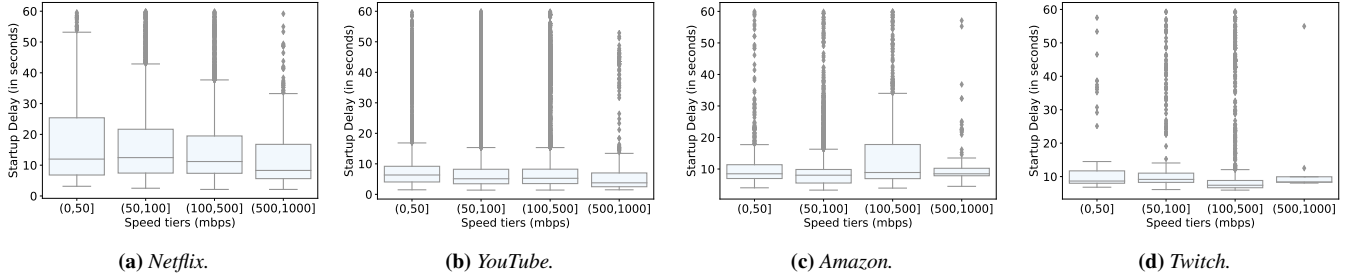 Startup Delay (in seconds)
60
50
40
30
20
10
0
(0,50] (50,100] (100,500] (500,1000]
Speed tiers (mbps)
(a) Netflix.
Startup Delay (in seconds)
60
50
40
30
20
10
0
(0,50] (50,100] (100,500] (500,1000]
Speed tiers (mbps)
(b) YouTube.
Startup Delay (in seconds)
60
50
40
30
20
10
(0,50] (50,100] (100,500] (500,1000]
Speed tiers (mbps)
(c) Amazon.
Startup Delay (in seconds)
60
50
40
30
20
10
(0,50] (50,100] (100,500] (500,1000]
Speed tiers (mbps)
(d) Twitch.